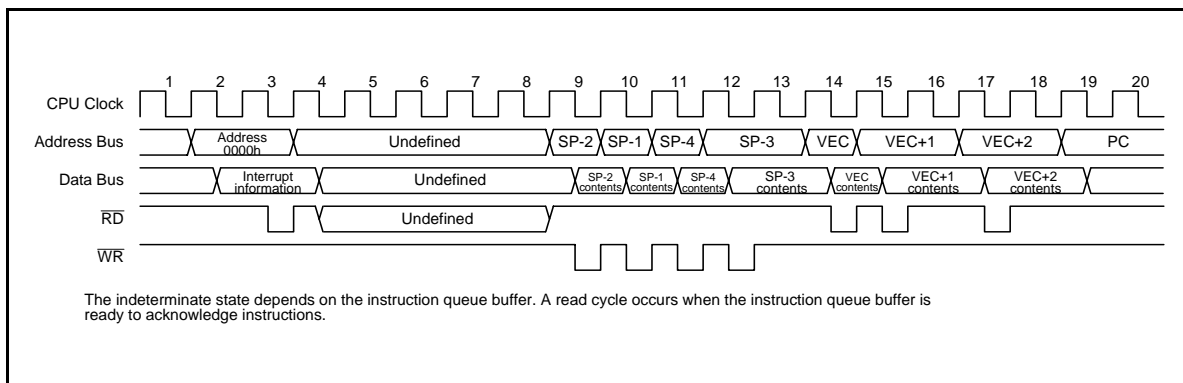 1 2 3 4 5 6 7 8 9 10 11 12 13 14 15 16 17 18 19 20
CPU Clock
Address Bus
Address
0000h
Undefined
SP-2
SP-1
SP-4
SP-3
VEC
VEC+1
VEC+2
PC
Data Bus
Interrupt
information
Undefined
SP-2
contents
SP-1
contents
SP-4
contents
SP-3
contents
VEC
contents
VEC+1
contents
VEC+2
contents
RD
Undefined
WR
The indeterminate state depends on the instruction queue buffer. A read cycle occurs when the instruction queue buffer is
ready to acknowledge instructions.